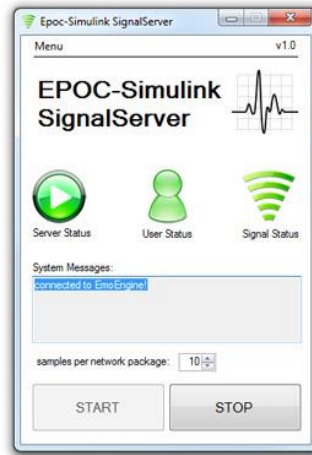 Epoc-Simulink SignalServer
Menu v1.0
EPOC-Simulink
SignalServer
Server Status User Status Signal Status
System Messages:
connected to EmoEngine!
samples per network package: 10
START STOP